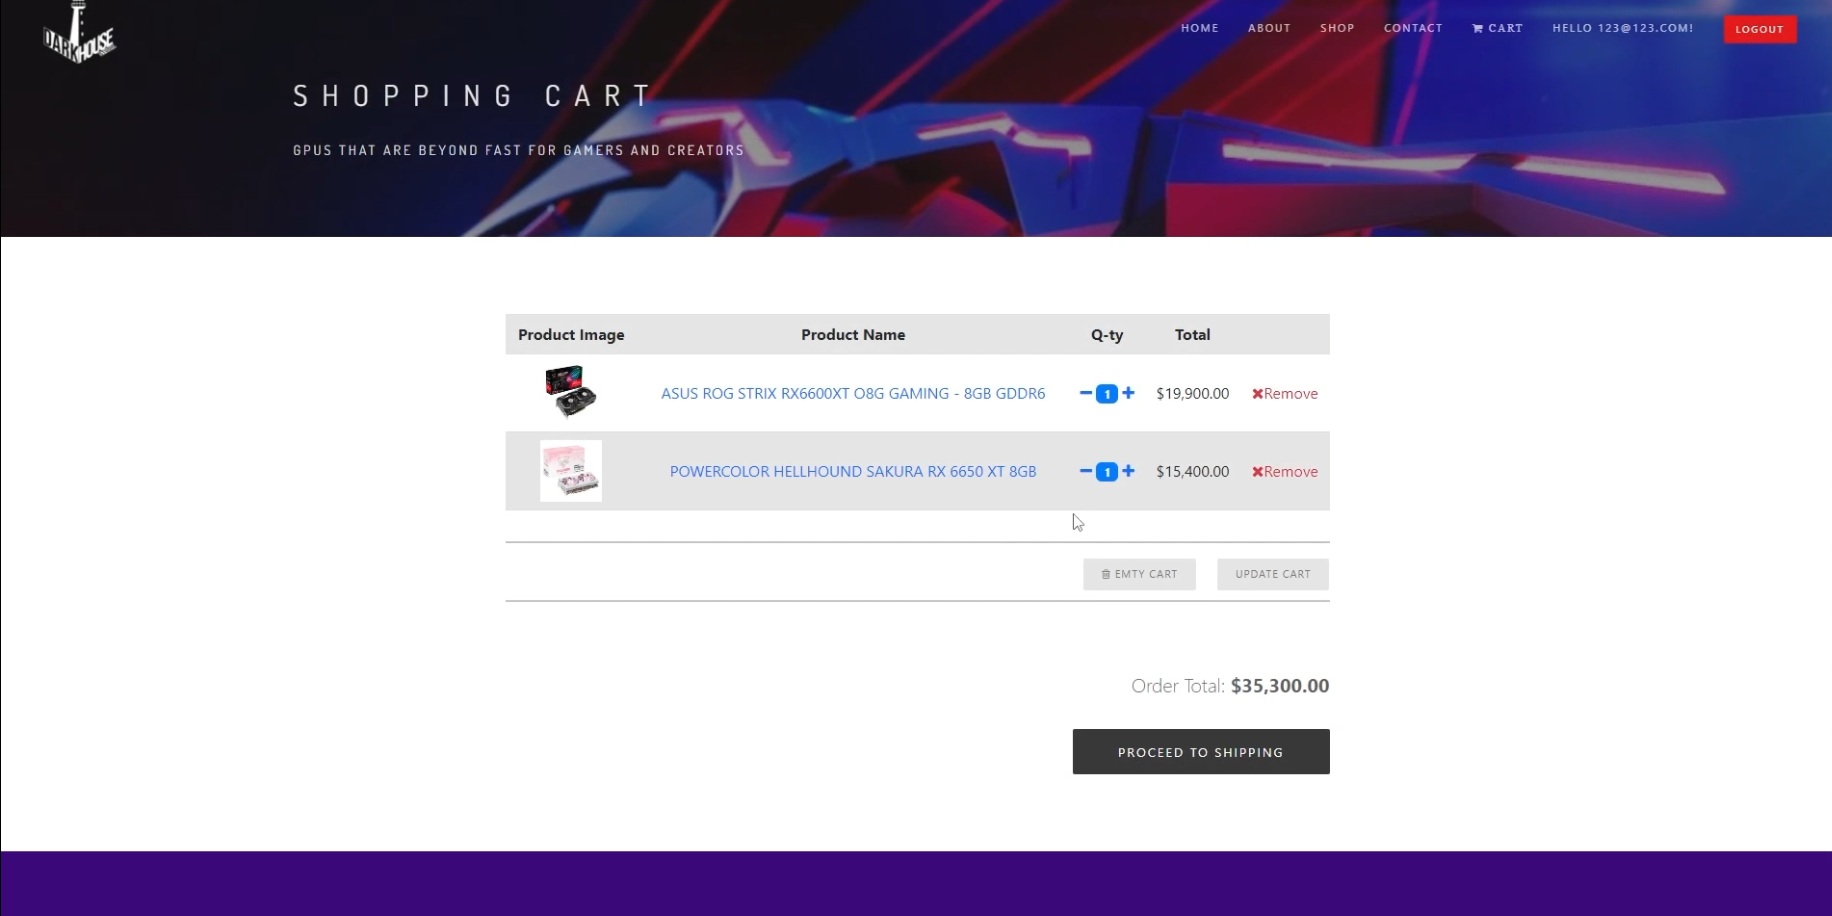 DARKHOUSE
HOME ABOUT SHOP CONTACT CART HELLO 123@123.COM! LOGOUT
SHOPPING CART
GPUS THAT ARE BEYOND FAST FOR GAMERS AND CREATORS
Product Image Product Name Q-ty Total
ASUS ROG STRIX RX6600XT O8G GAMING - 8GB GDDR6 1 $19,900.00 Remove
POWERCOLOR HELLHOUND SAKURA RX 6650 XT 8GB 1 $15,400.00 Remove
EMTY CART UPDATE CART
Order Total: $35,300.00
PROCEED TO SHIPPING